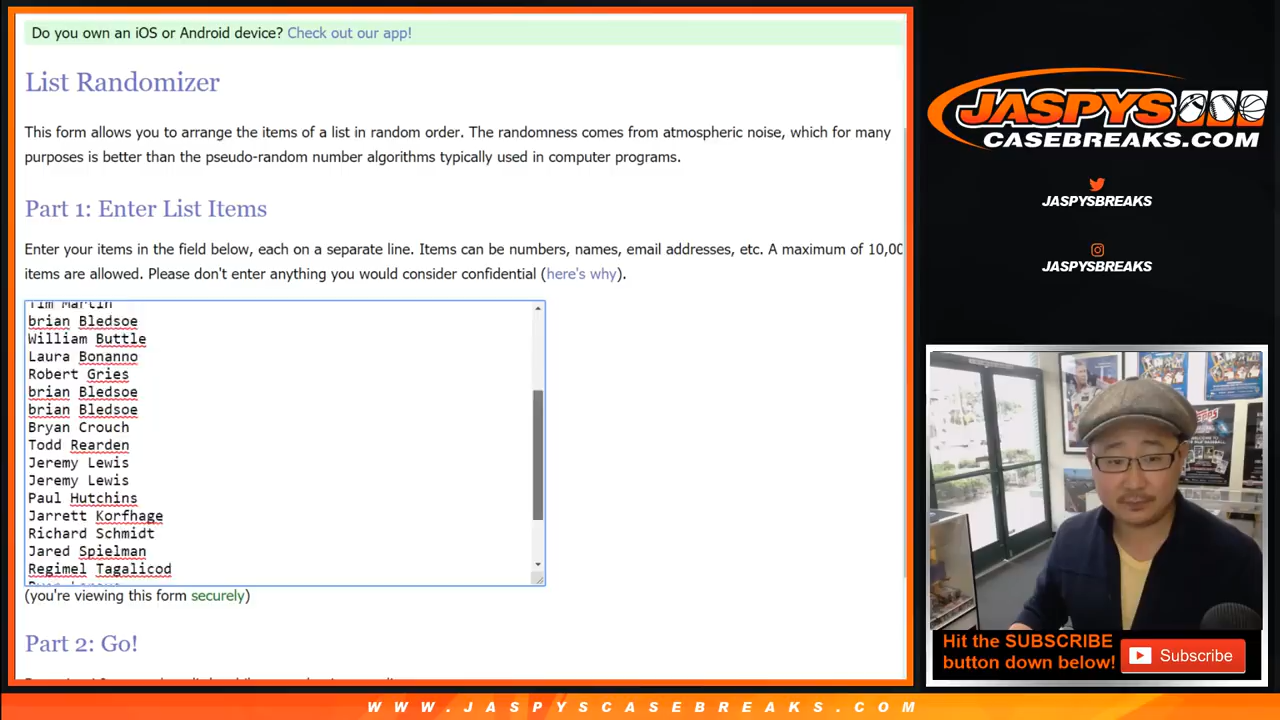 Do you own an iOS or Android device? Check out our app!
List Randomizer
This form allows you to arrange the items of a list in random order. The randomness comes from atmospheric noise, which for many
purposes is better than the pseudo-random number algorithms typically used in computer programs.
Part 1: Enter List Items
Enter your items in the field below, each on a separate line. Items can be numbers, names, email addresses, etc. A maximum of 10,00
items are allowed. Please don't enter anything you would consider confidential (here's why).
Tim Martin
brian Bledsoe
William Buttle
Laura Bonanno
Robert Gries
brian Bledsoe
brian Bledsoe
Bryan Crouch
Todd Rearden
Jeremy Lewis
Jeremy Lewis
Paul Hutchins
Jarrett Korfhage
Richard Schmidt
Jared Spielman
Regimel Tagalicod
(you're viewing this form securely)
Part 2: Go!
JASPYS
CASEBREAKS.COM
JASPYSBREAKS
JASPYSBREAKS
Topps
Hit the SUBSCRIBE
button down below!
Subscribe
WWW.JASPYSCASEBREAKS.COM